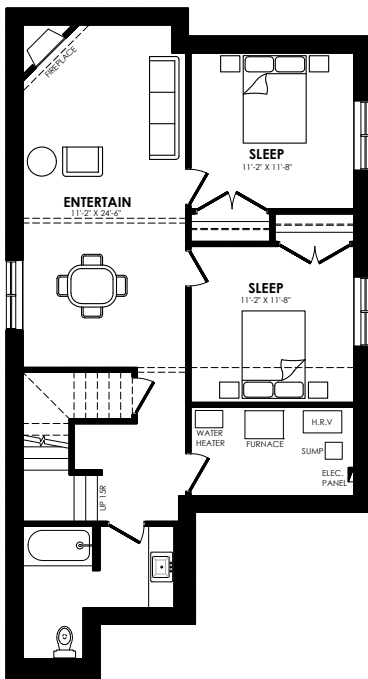 FIREPLACE
SLEEP
11'-2" X 11'-8"
ENTERTAIN
11'-2" X 24'-6"
SLEEP
11'-2" X 11'-8"
WATER
HEATER
FURNACE
H.R.V
SUMP
ELEC.
PANEL
UP 15R